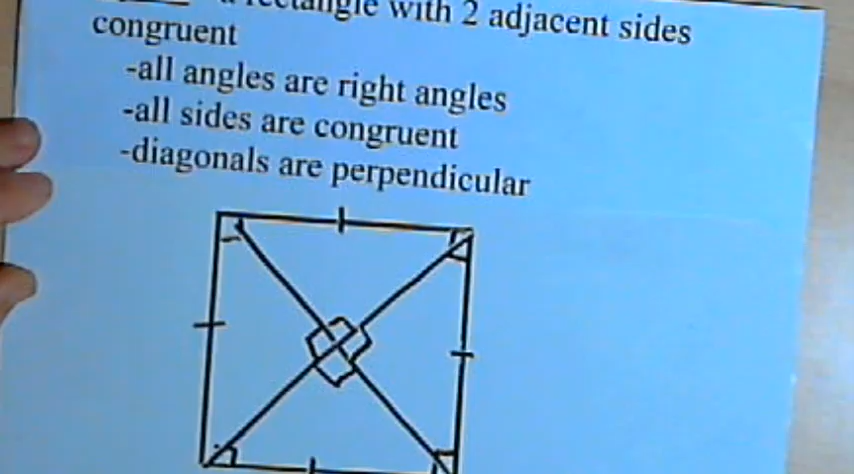 rectangle with 2 adjacent sides
congruent
-all angles are right angles
-all sides are congruent
-diagonals are perpendicular